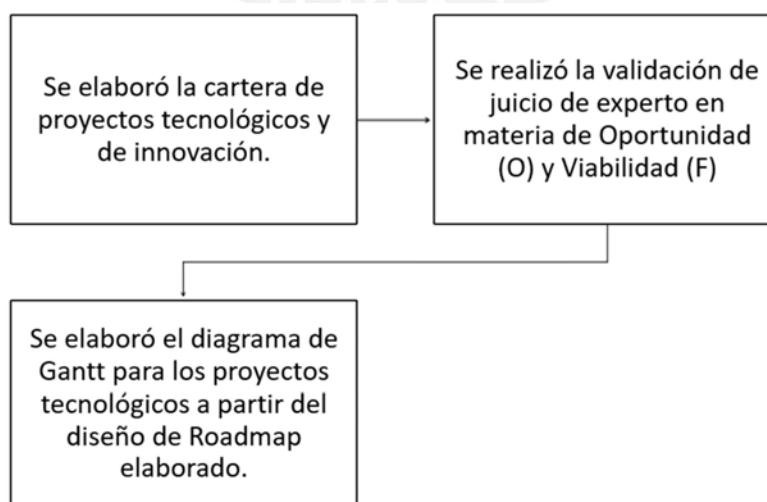 Se elaboró la cartera de
proyectos tecnológicos y
de innovación.
Se realizó la validación de
juicio de experto en
materia de Oportunidad
(O) y Viabilidad (F)
Se elaboró el diagrama de
Gantt para los proyectos
tecnológicos a partir del
diseño de Roadmap
elaborado.